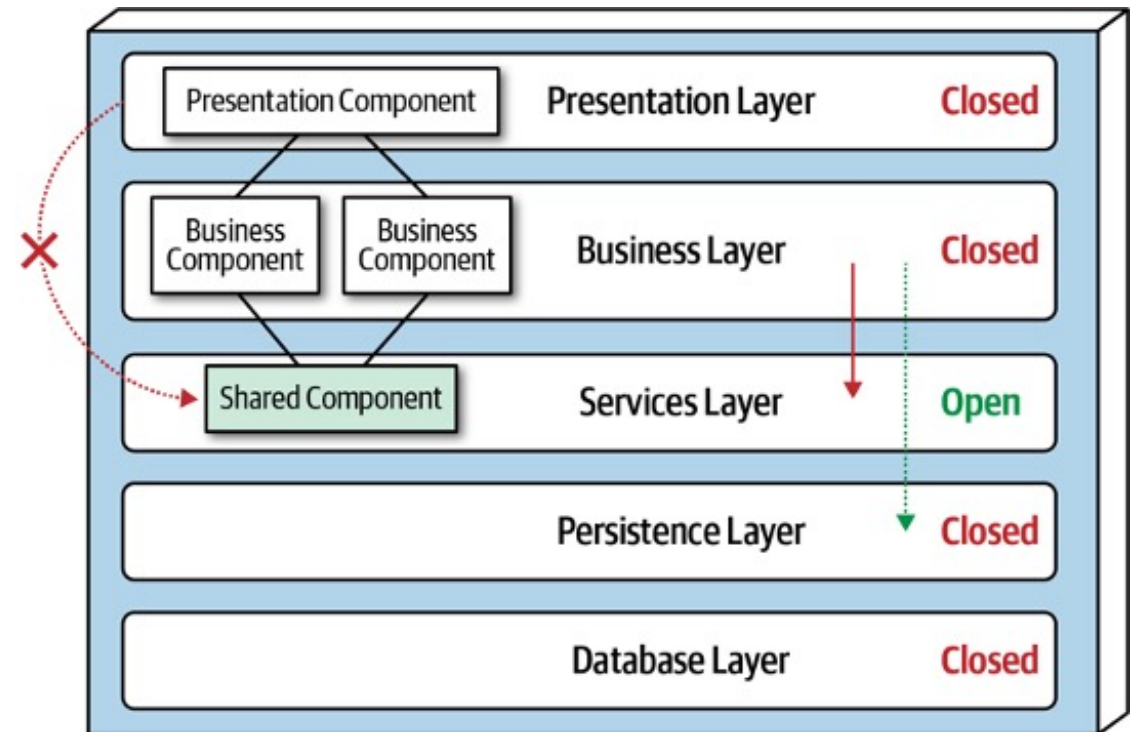 Presentation Component
Presentation Layer
Closed
Business
Component
Business
Component
Business Layer
Closed
Shared Component
Services Layer
Open
Persistence Layer
Closed
Database Layer
Closed